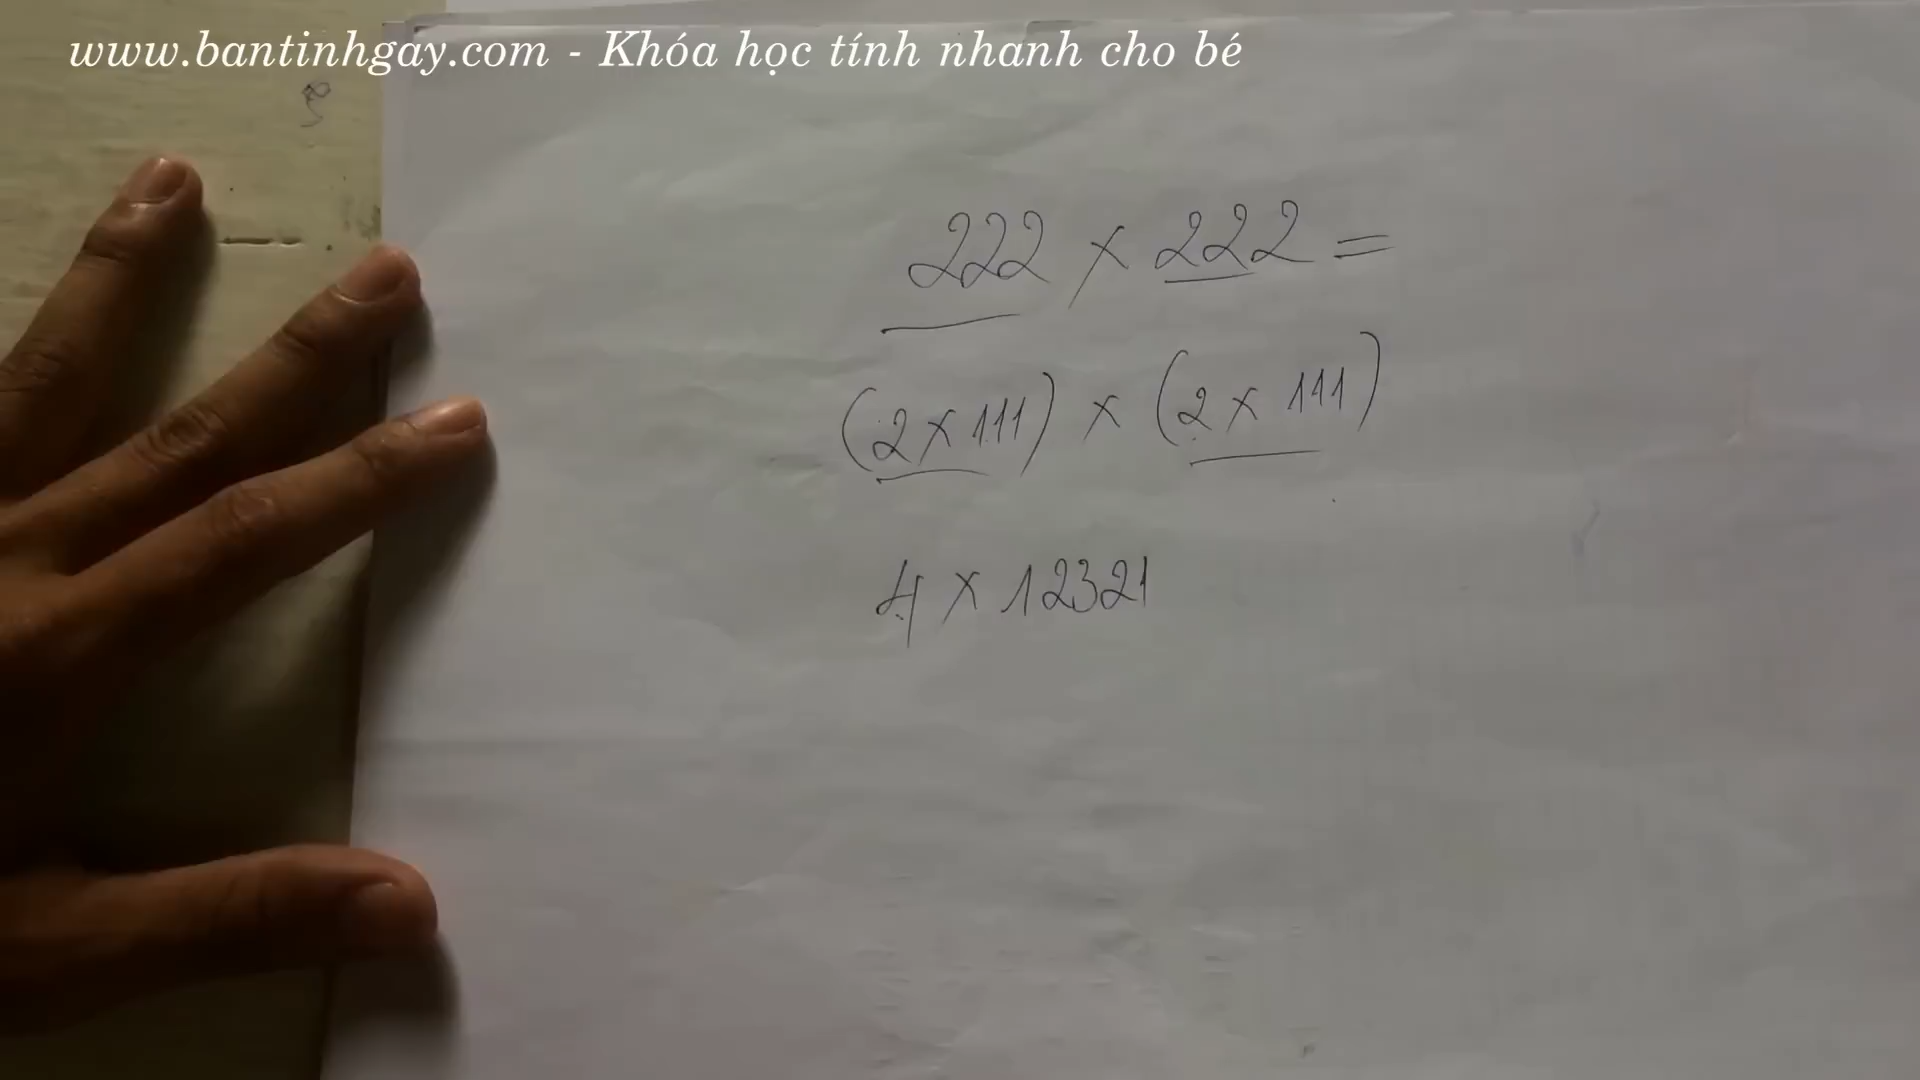 www.bantinhgay.com - Khóa học tính nhanh cho bé
222 × 222 =
(2 × 111) × (2 × 111)
4 × 12321